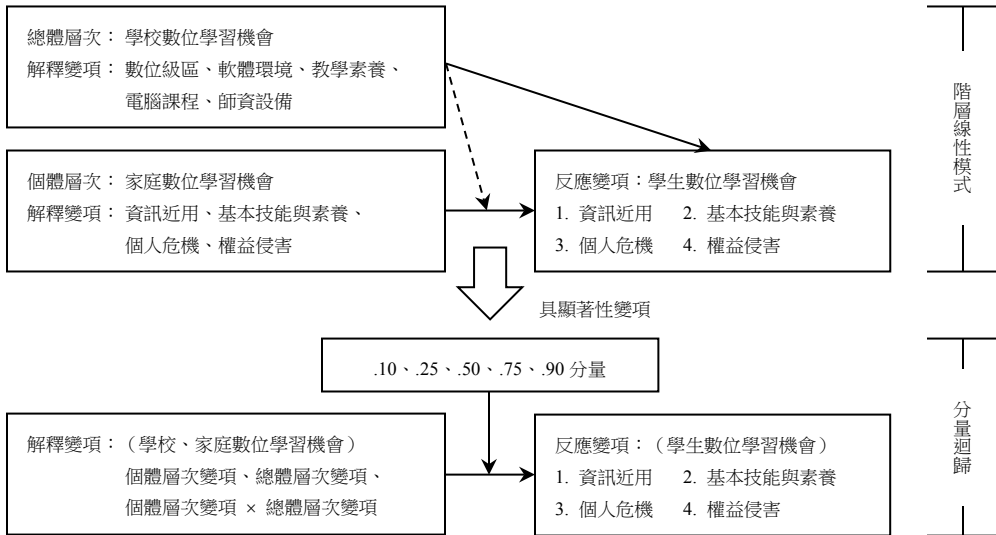 總體層次：學校數位學習機會
解釋變項：數位級區、軟體環境、教學素養、
電腦課程、師資設備
階層線性模式
個體層次：家庭數位學習機會
解釋變項：資訊近用、基本技能與素養、
個人危機、權益侵害
反應變項：學生數位學習機會
1. 資訊近用 2. 基本技能與素養
3. 個人危機 4. 權益侵害
具顯著性變項
.10、.25、.50、.75、.90 分量
分量迴歸
解釋變項：（學校、家庭數位學習機會）
個體層次變項、總體層次變項、
個體層次變項 × 總體層次變項
反應變項：（學生數位學習機會）
1. 資訊近用 2. 基本技能與素養
3. 個人危機 4. 權益侵害